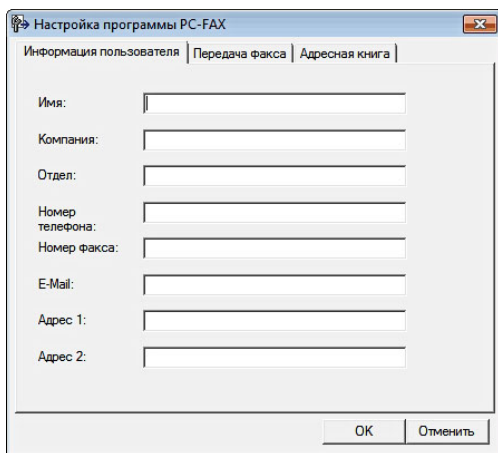 Настройка программы PC-FAX
Информация пользователя Передача факса Адресная книга
Имя:
Компания:
Отдел:
Номер
телефона:
Номер факса:
E-Mail:
Адрес 1:
Адрес 2:
OK Отменить